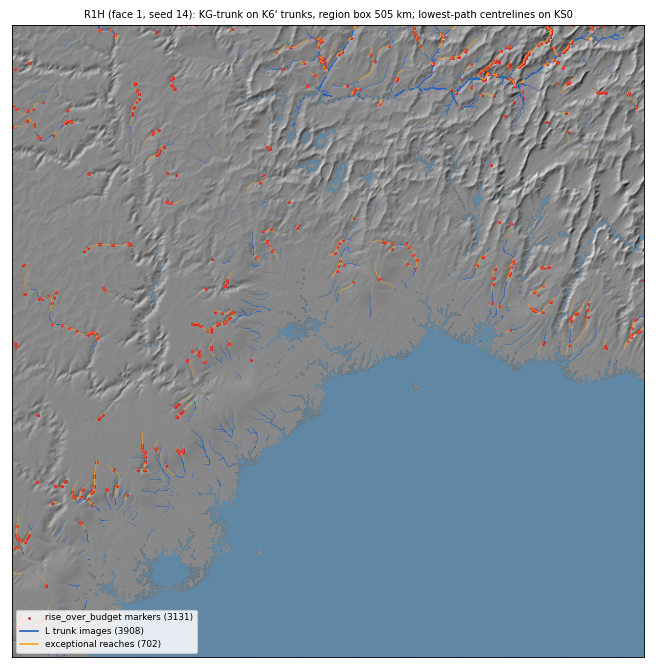 R1H (face 1, seed 14): KG-trunk on K6' trunks, region box 505 km; lowest-path centrelines on KS0
rise_over_budget markers (3131)
L trunk images (3908)
exceptional reaches (702)